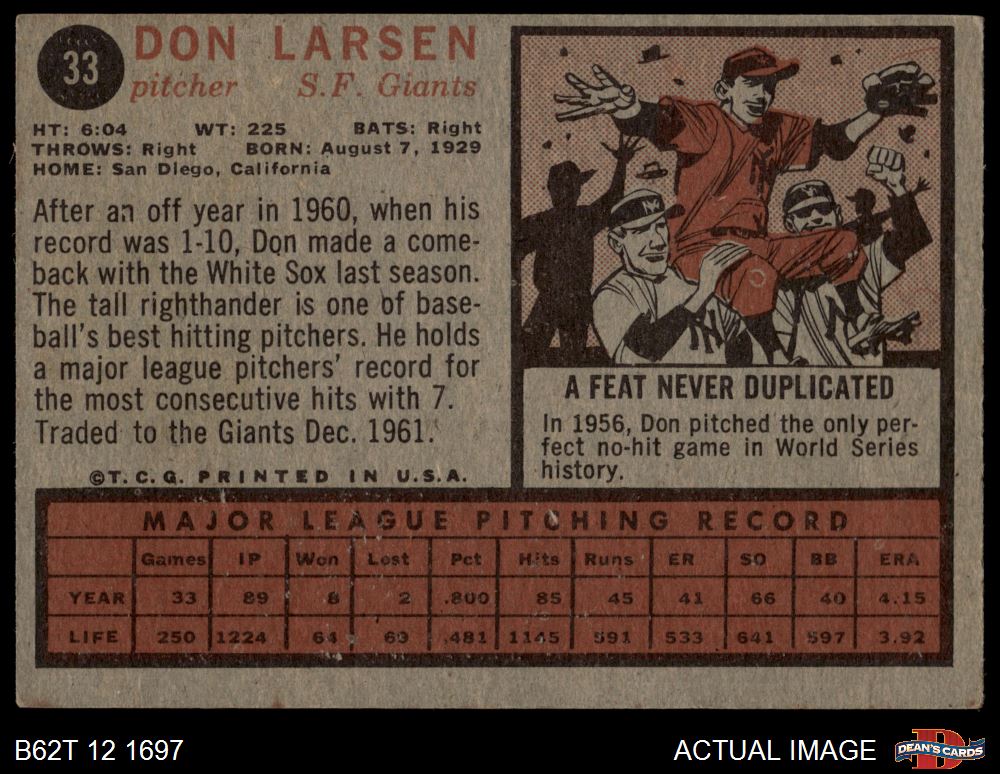 33
DON LARSEN
pitcher S.F. Giants
HT: 6:04 WT: 225 BATS: Right
THROWS: Right BORN: August 7, 1929
HOME: San Diego, California
After an off year in 1960, when his
record was 1-10, Don made a come-
back with the White Sox last season.
The tall righthander is one of base-
ball's best hitting pitchers. He holds
a major league pitchers' record for
the most consecutive hits with 7.
Traded to the Giants Dec. 1961.
©T.C.G. PRINTED IN U.S.A.
NY
NY
NY
A FEAT NEVER DUPLICATED
In 1956, Don pitched the only per-
fect no-hit game in World Series
history.
MAJOR LEAGUE PITCHING RECORD
Games IP Won Lost Pct Hits Runs ER SO BB ERA
YEAR 33 89 8 2 .800 85 45 41 66 40 4.15
LIFE 250 1224 64 69 .481 1145 591 533 641 597 3.92
B62T 12 1697 ACTUAL IMAGE DEAN'S CARDS